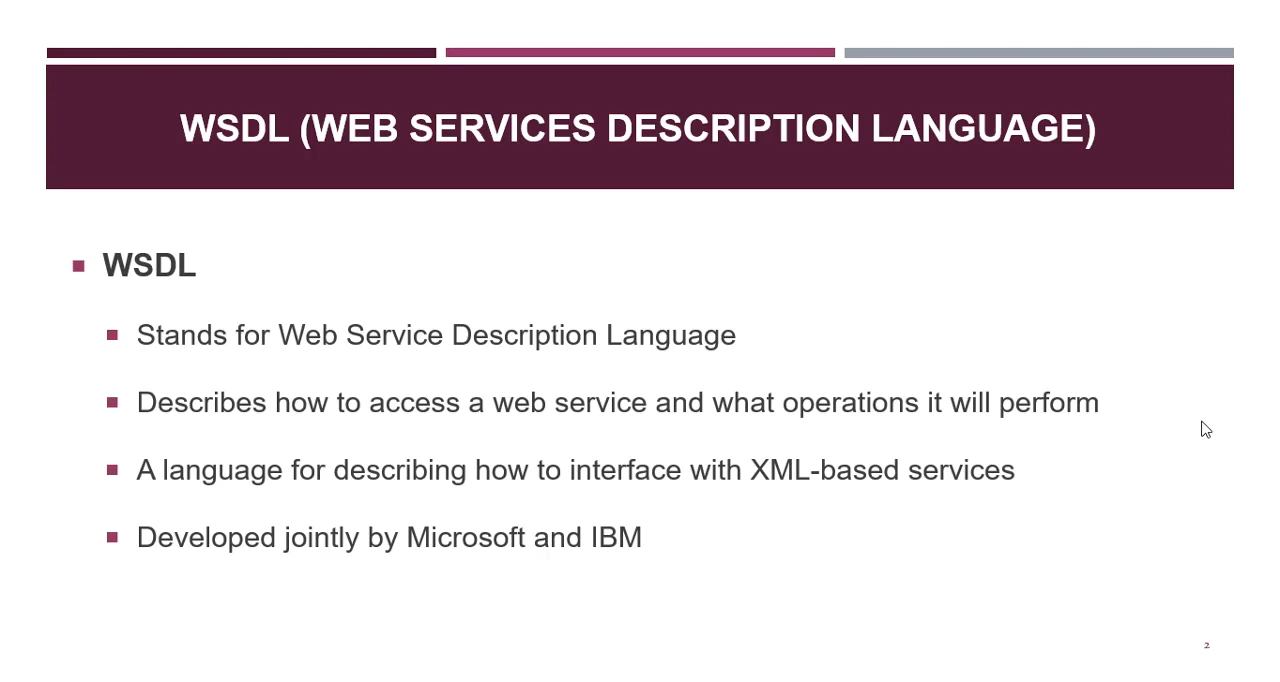 WSDL (WEB SERVICES DESCRIPTION LANGUAGE)
WSDL
Stands for Web Service Description Language
Describes how to access a web service and what operations it will perform
A language for describing how to interface with XML-based services
Developed jointly by Microsoft and IBM
2